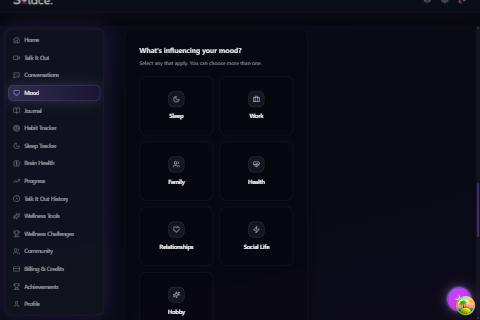 Solace.
Home
Talk It Out
Conversations
Mood
Journal
Habit Tracker
Sleep Tracker
Brain Health
Progress
Talk It Out History
Wellness Tools
Wellness Challenges
Community
Billing & Credits
Achievements
Profile
What's influencing your mood?
Select any that apply. You can choose more than one.
Sleep
Work
Family
Health
Relationships
Social Life
Hobby